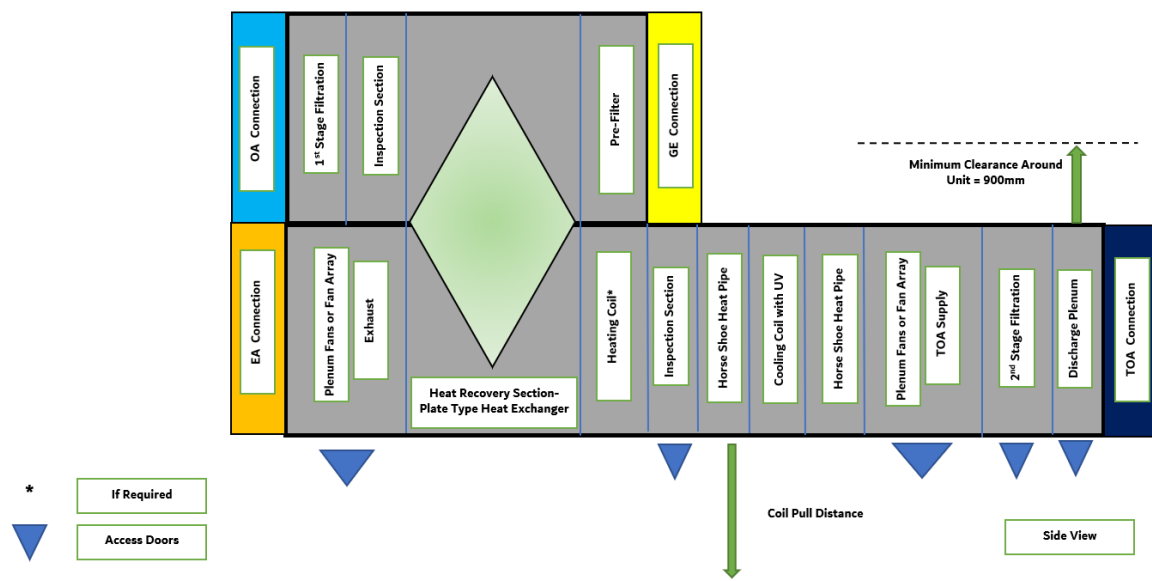 OA Connection
1st Stage Filtration
Inspection Section
Pre-Filter
GE Connection
Minimum Clearance Around
Unit = 900mm
EA Connection
Plenum Fans or Fan Array
Exhaust
Heat Recovery Section-
Plate Type Heat Exchanger
Heating Coil*
Inspection Section
Horse Shoe Heat Pipe
Cooling Coil with UV
Horse Shoe Heat Pipe
Plenum Fans or Fan Array
TOA Supply
2nd Stage Filtration
Discharge Plenum
TOA Connection
*
If Required
Access Doors
Coil Pull Distance
Side View